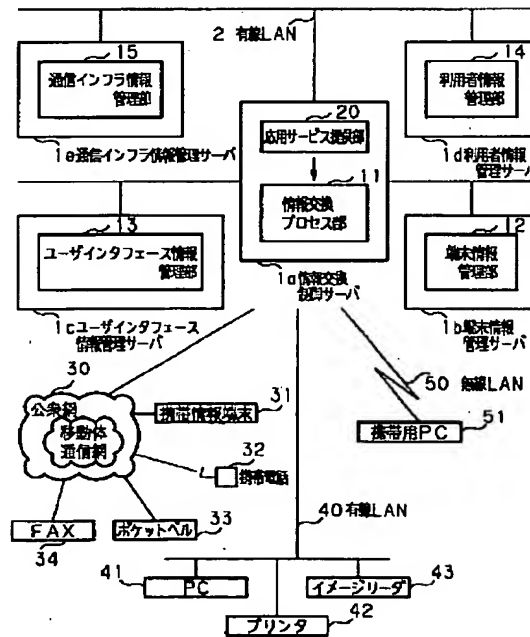 2 有線LAN
15
通信インフラ情報
管理部
1e通信インフラ情報管理サーバ
14
利用者情報
管理部
1d利用者情報
管理サーバ
20
応用サービス提供部
11
情報交換
プロセス部
1a情報交換
制御サーバ
13
ユーザインタフェース情報
管理部
1cユーザインタフェース
情報管理サーバ
12
端末情報
管理部
1b端末情報
管理サーバ
30
公衆網
移動体
通信網
31
携帯情報端末
32
携帯電話
33
ポケットベル
FAX
34
50 無線LAN
51
携帯用PC
40有線LAN
41
PC
プリンタ
42
43
イメージリーダ